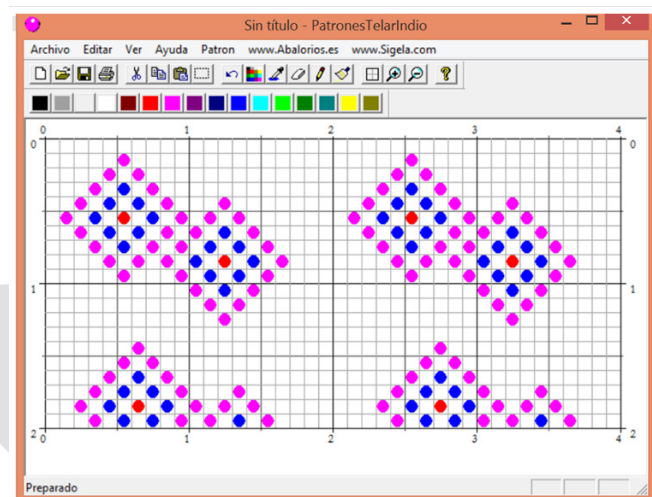 Sin título - PatronesTelarIndio
Archivo Editar Ver Ayuda Patron www.Abalorios.es www.Sigela.com
0 1 2 3 4
0 0
1 1
2 2
0 1 2 3 4
Preparado